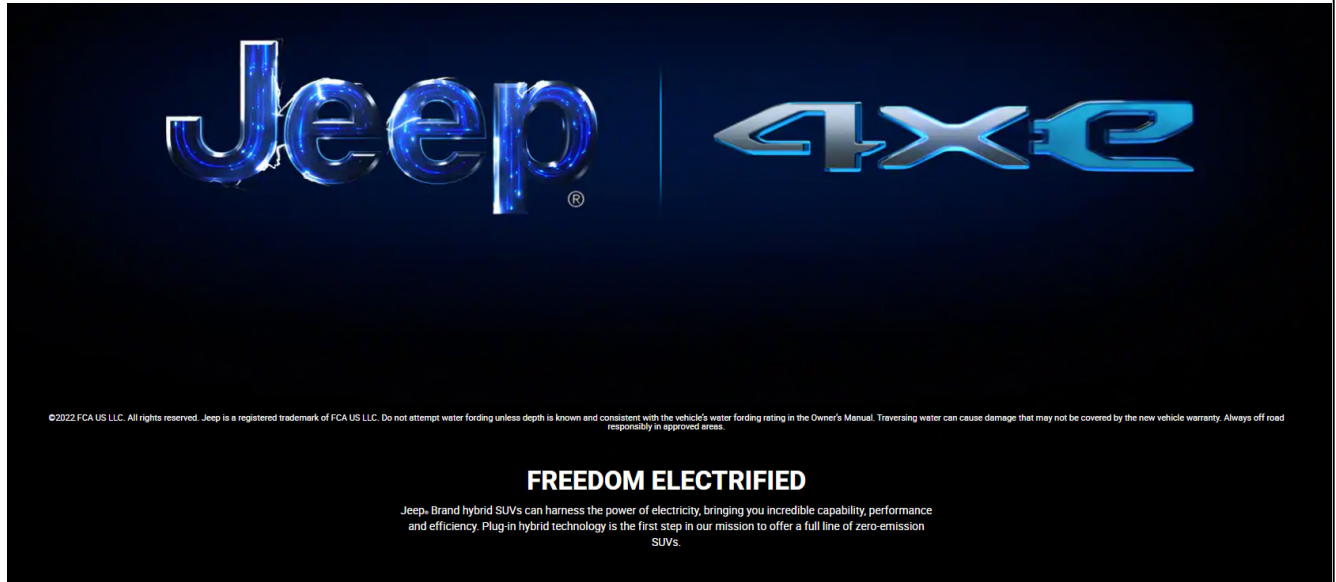 Jeep®
4xe
©2022 FCA US LLC. All rights reserved. Jeep is a registered trademark of FCA US LLC. Do not attempt water fording unless depth is known and consistent with the vehicle's water fording rating in the Owner's Manual. Traversing water can cause damage that may not be covered by the new vehicle warranty. Always off road
responsibly in approved areas.
FREEDOM ELECTRIFIED
Jeep® Brand hybrid SUVs can harness the power of electricity, bringing you incredible capability, performance
and efficiency. Plug-in hybrid technology is the first step in our mission to offer a full line of zero-emission
SUVs.